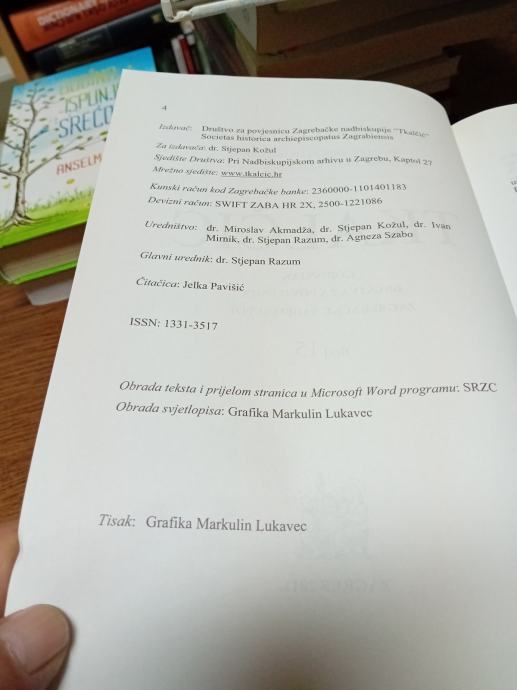 DICTIONARY
ISPUNJ
SREĆO
ANSELM
4
Izdavač: Društvo za povjesnicu Zagrebačke nadbiskupije "Tkalčić"
Societas historica archiepiscopatus Zagrabiensis
Za izdavača: dr. Stjepan Kožul
Sjedište Društva: Pri Nadbiskupijskom arhivu u Zagrebu, Kaptol 27
Mrežno sjedište: www.tkalcic.hr
Kunski račun kod Zagrebačke banke: 2360000-1101401183
Devizni račun: SWIFT ZABA HR 2X, 2500-1221086
Uredništvo: dr. Miroslav Akmadža, dr. Stjepan Kožul, dr. Ivan
Mirnik, dr. Stjepan Razum, dr. Agneza Szabo
Glavni urednik: dr. Stjepan Razum
Čitačica: Jelka Pavišić
ISSN: 1331-3517
Obrada teksta i prijelom stranica u Microsoft Word programu: SRZC
Obrada svjetlopisa: Grafika Markulin Lukavec
Tisak: Grafika Markulin Lukavec